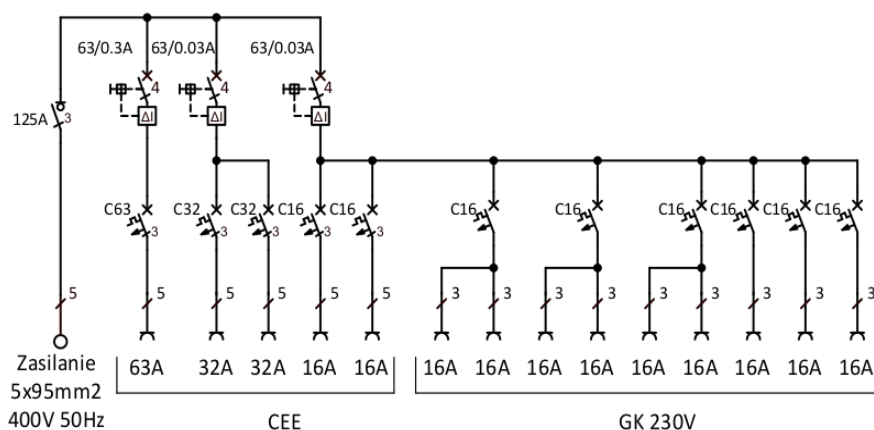 63/0.3A 63/0.03A 63/0.03A
4 4 4
ΔI ΔI ΔI
125A 3
C63 C32 C32 C16 C16 C16 C16 C16 C16 C16 C16
3 3 3 3 3
5 5 5 5 5 5 3 3 3 3 3 3 3 3 3
63A 32A 32A 16A 16A 16A 16A 16A 16A 16A 16A 16A 16A 16A
Zasilanie
5x95mm2
400V 50Hz
CEE GK 230V